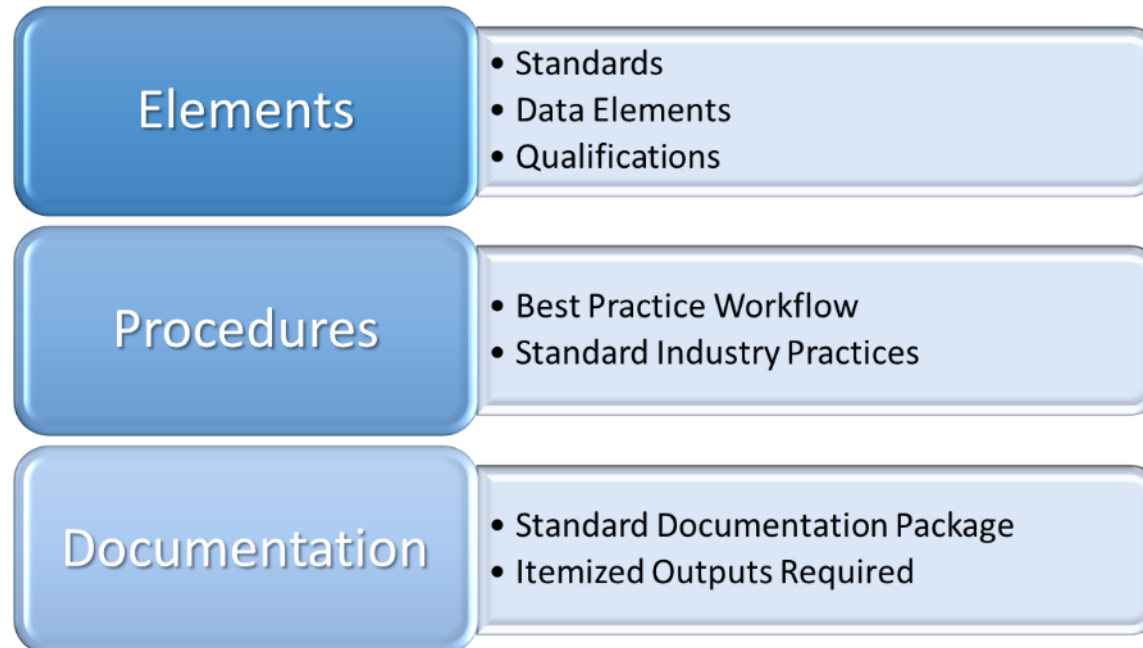 Elements
• Standards
• Data Elements
• Qualifications
Procedures
• Best Practice Workflow
• Standard Industry Practices
Documentation
• Standard Documentation Package
• Itemized Outputs Required